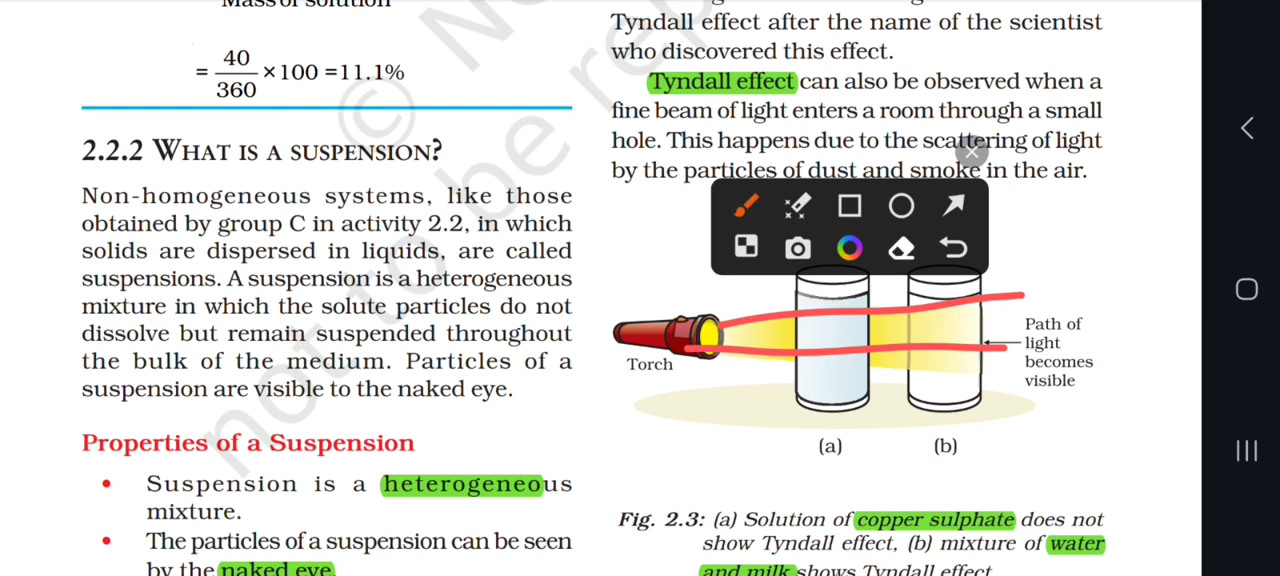 Mass of solution
= 40/360 ×100 =11.1%
2.2.2 WHAT IS A SUSPENSION?
Non-homogeneous systems, like those
obtained by group C in activity 2.2, in which
solids are dispersed in liquids, are called
suspensions. A suspension is a heterogeneous
mixture in which the solute particles do not
dissolve but remain suspended throughout
the bulk of the medium. Particles of a
suspension are visible to the naked eye.
Properties of a Suspension
• Suspension is a heterogeneous
mixture.
• The particles of a suspension can be seen
by the naked eye.
Tyndall effect after the name of the scientist
who discovered this effect.
Tyndall effect can also be observed when a
fine beam of light enters a room through a small
hole. This happens due to the scattering of light
by the particles of dust and smoke in the air.
Torch
Path of
light
becomes
visible
(a)
(b)
Fig. 2.3: (a) Solution of copper sulphate does not
show Tyndall effect, (b) mixture of water
and milk shows Tyndall effect
© N
not to be rep